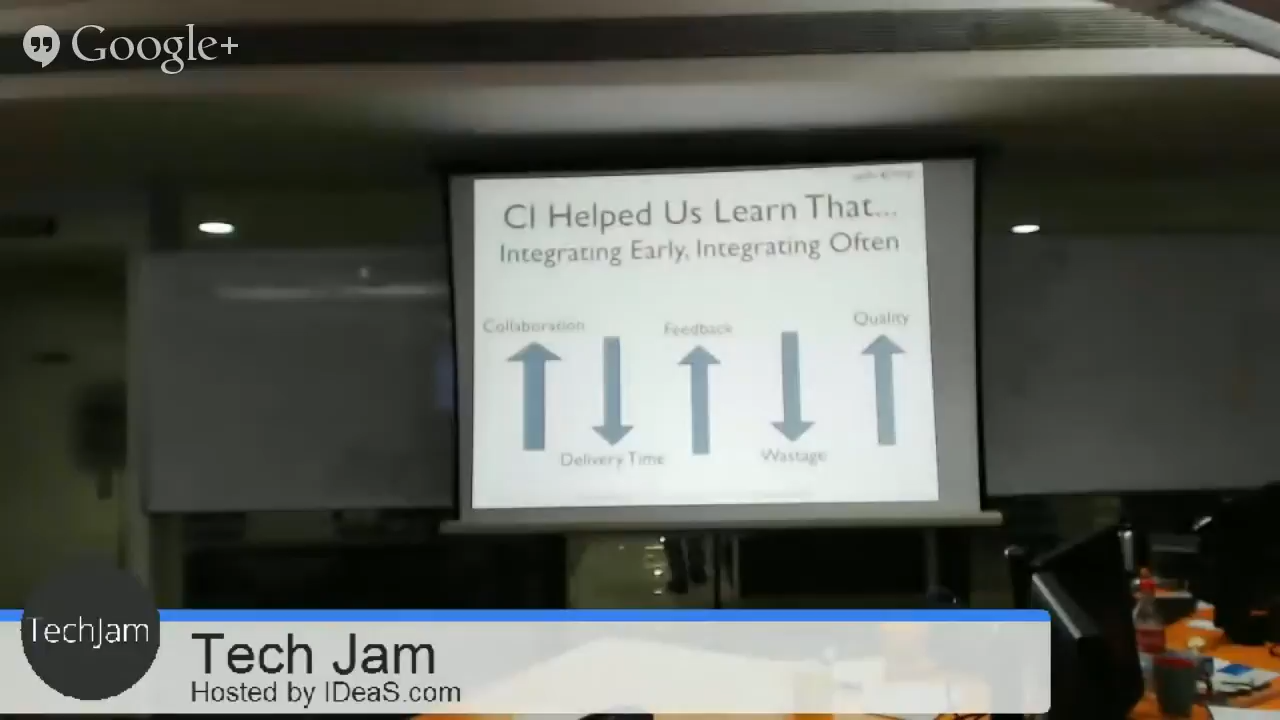 Google+
CI Helped Us Learn That...
Integrating Early, Integrating Often
Collaboration
Feedback
Quality
Delivery Time
Wastage
TechJam
Tech Jam
Hosted by IDeaS.com